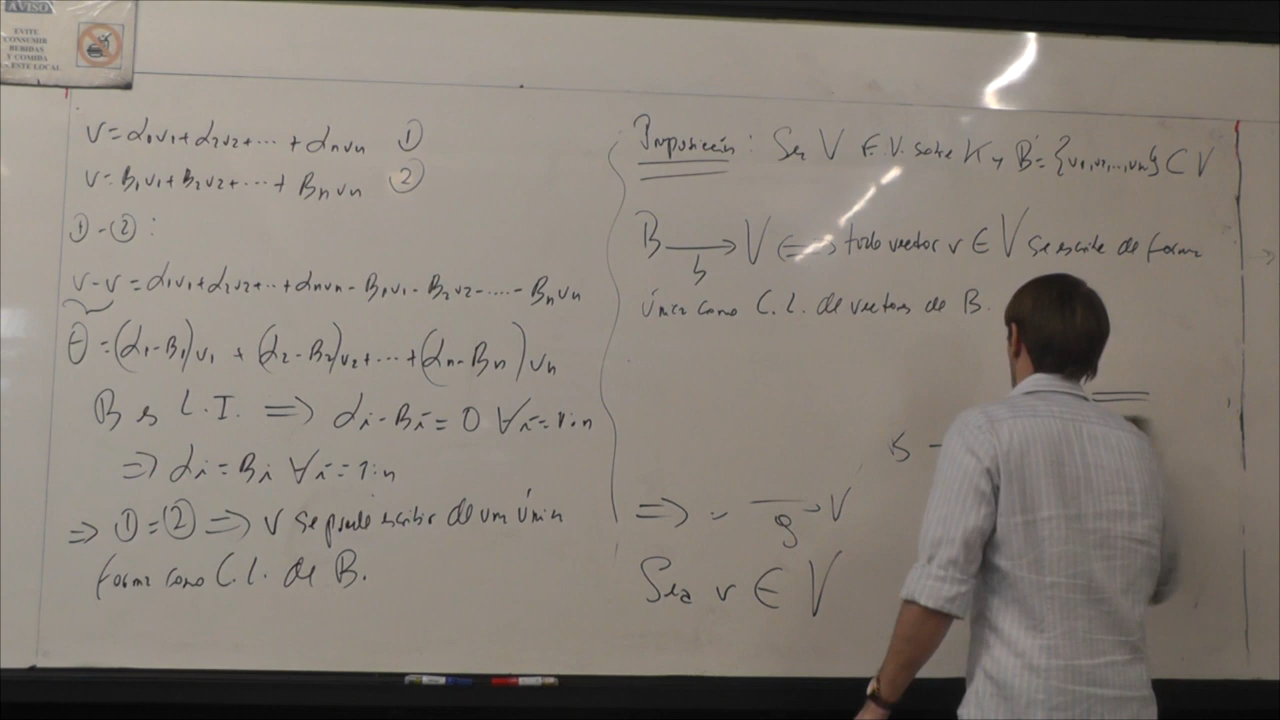 AVISO
EVITE
CONSUMIR
BEBIDAS
Y COMIDA
EN ESTE LOCAL
v=α1v1+α2v2+···+αnvn ①
v=β1v1+β2v2+···+βnvn ②
①-②:
v-v=α1v1+α2v2+···+αnvn-β1v1-β2v2-····-βnvn
θ=(α1-β1)v1+(α2-β2)v2+···+(αn-βn)vn
B es L.I. ⟹ αi-βi=0 ∀i=1:n
⟹ αi=βi ∀i=1:n
⟹ ①=② ⟹ v se puede escribir de una única
forma como C.L. de B.
Proposición: Sea V E.V. sobre K y B={v1,v2,...,vn}⊂V
B —b→ V ⟺ todo vector v∈V se escribe de forma
única como C.L. de vectores de B.
⟹ g→ V
Sea v∈V